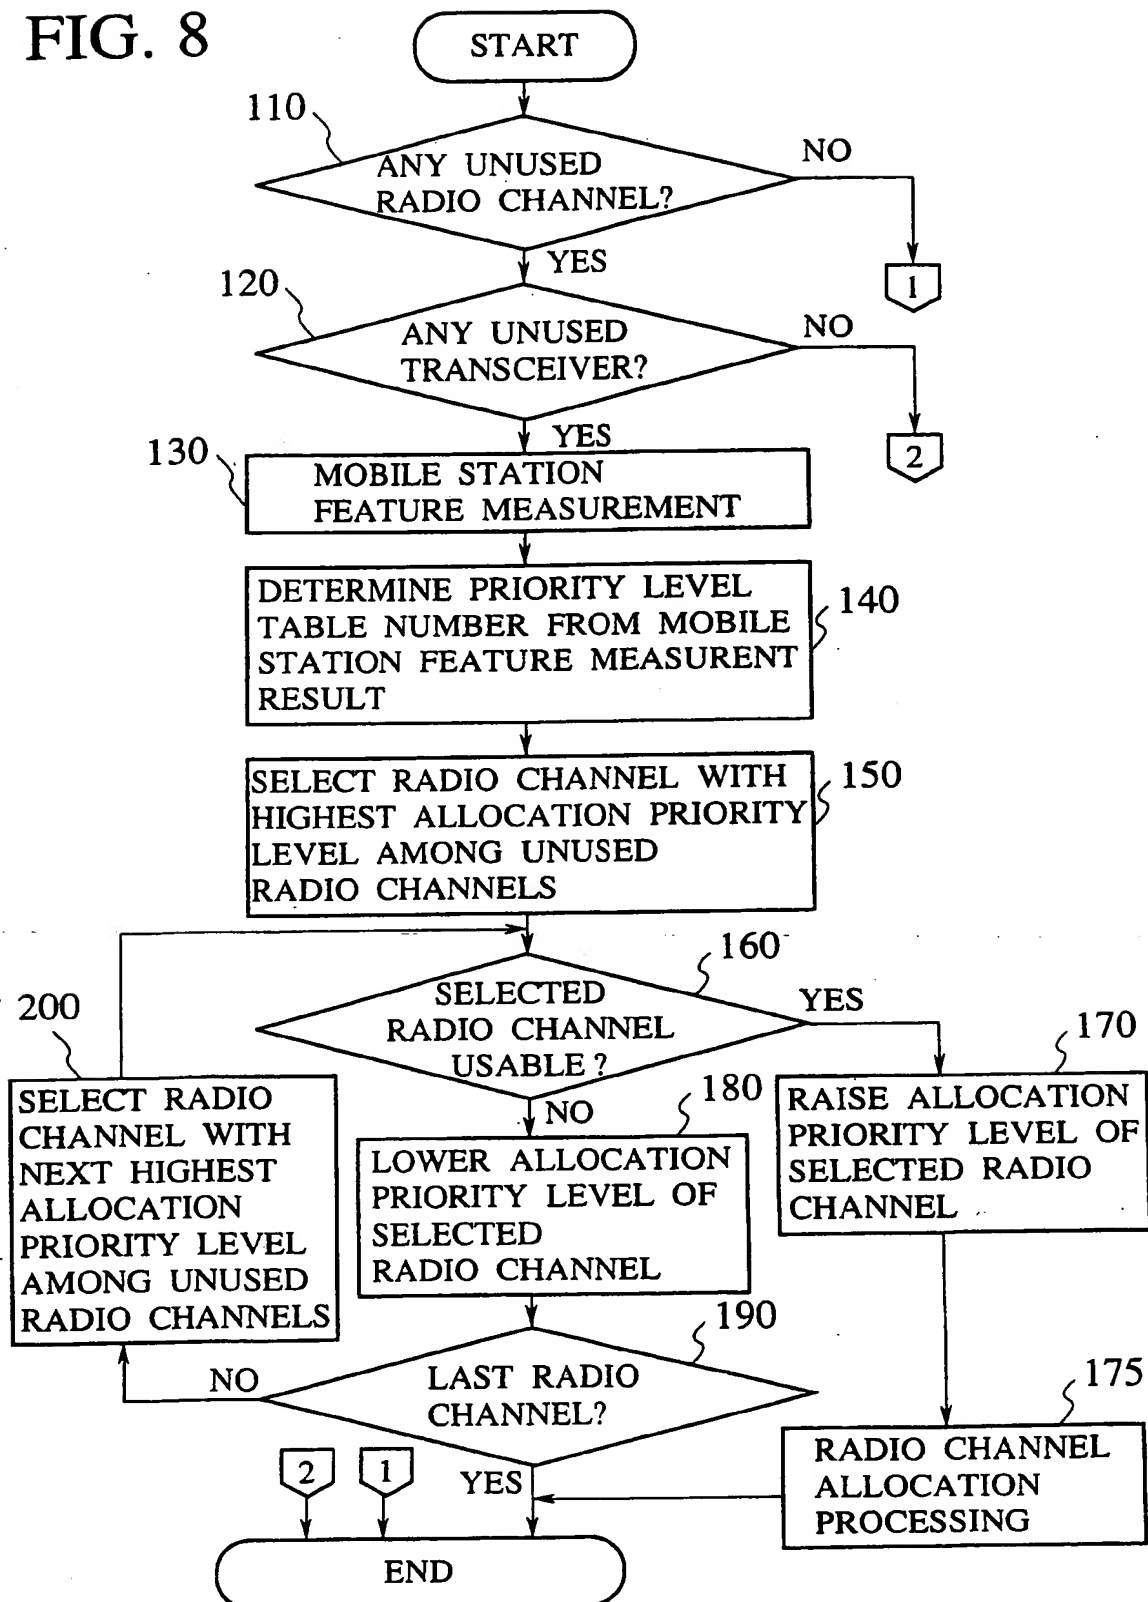 FIG. 8
START
110
ANY UNUSED
RADIO CHANNEL?
NO
YES
1
120
ANY UNUSED
TRANSCEIVER?
NO
YES
2
130
MOBILE STATION
FEATURE MEASUREMENT
DETERMINE PRIORITY LEVEL
TABLE NUMBER FROM MOBILE
STATION FEATURE MEASURENT
RESULT
140
SELECT RADIO CHANNEL WITH
HIGHEST ALLOCATION PRIORITY
LEVEL AMONG UNUSED
RADIO CHANNELS
150
160
SELECTED
RADIO CHANNEL
USABLE ?
YES
NO
200
SELECT RADIO
CHANNEL WITH
NEXT HIGHEST
ALLOCATION
PRIORITY LEVEL
AMONG UNUSED
RADIO CHANNELS
180
LOWER ALLOCATION
PRIORITY LEVEL OF
SELECTED
RADIO CHANNEL
170
RAISE ALLOCATION
PRIORITY LEVEL OF
SELECTED RADIO
CHANNEL
190
LAST RADIO
CHANNEL?
NO
YES
175
RADIO CHANNEL
ALLOCATION
PROCESSING
2
1
END